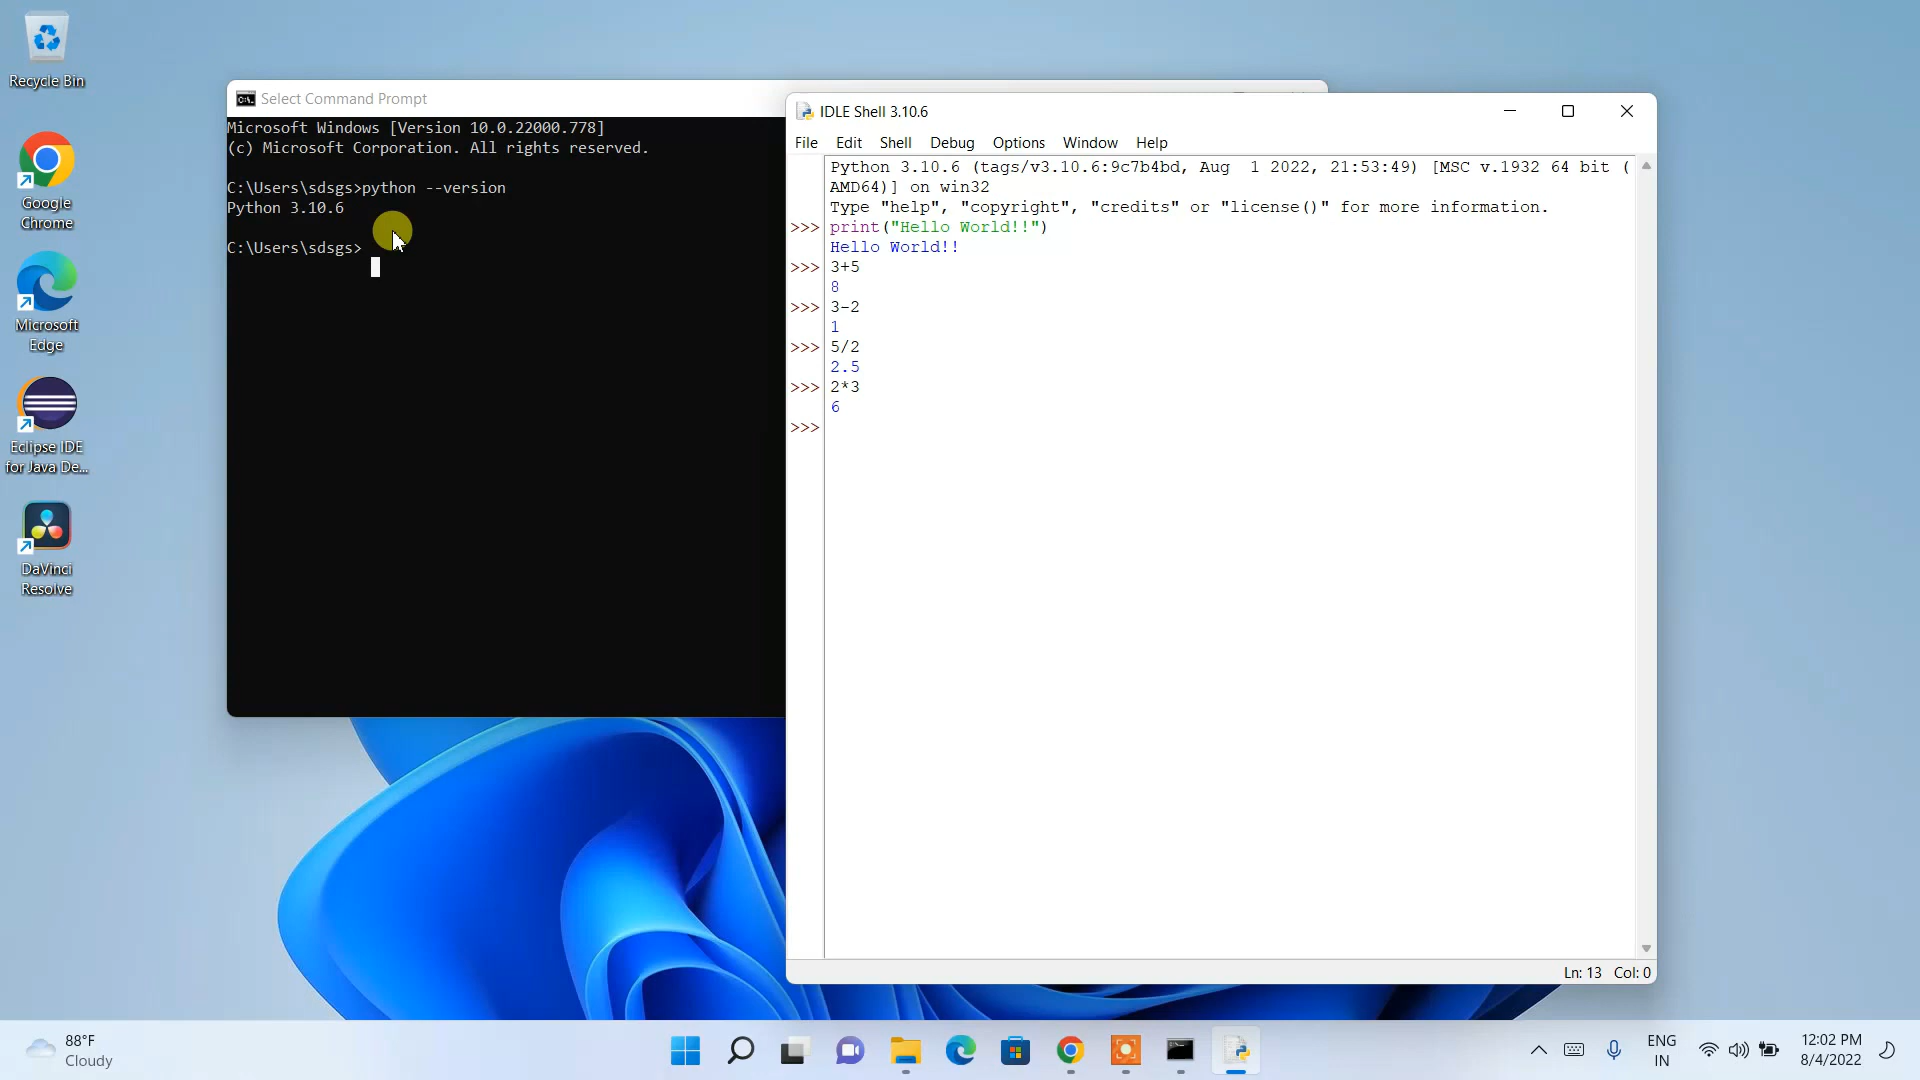 Recycle Bin
Google
Chrome
Microsoft
Edge
Eclipse IDE
for Java De...
DaVinci
Resolve
Select Command Prompt
Microsoft Windows [Version 10.0.22000.778]
(c) Microsoft Corporation. All rights reserved.
C:\Users\sdsgs>python --version
Python 3.10.6
C:\Users\sdsgs>
IDLE Shell 3.10.6
File Edit Shell Debug Options Window Help
Python 3.10.6 (tags/v3.10.6:9c7b4bd, Aug  1 2022, 21:53:49) [MSC v.1932 64 bit (
AMD64)] on win32
Type "help", "copyright", "credits" or "license()" for more information.
>>> print("Hello World!!")
Hello World!!
>>> 3+5
8
>>> 3-2
1
>>> 5/2
2.5
>>> 2*3
6
>>>
Ln: 13 Col: 0
88°F
Cloudy
ENG
IN
12:02 PM
8/4/2022